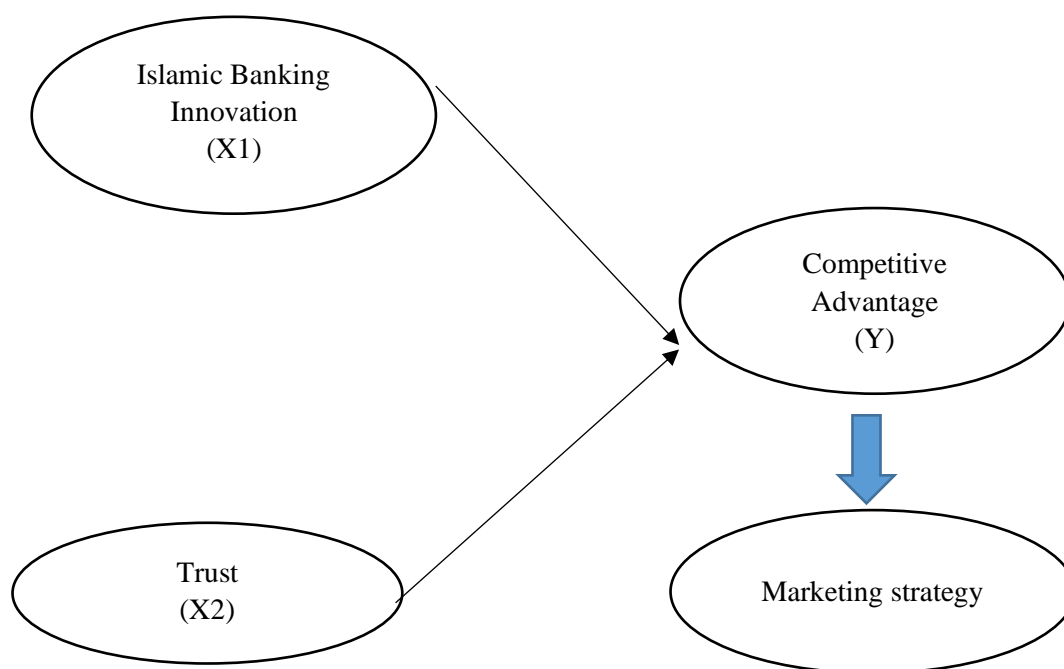 Islamic Banking
Innovation
(X1)
Competitive
Advantage
(Y)
Trust
(X2)
Marketing strategy